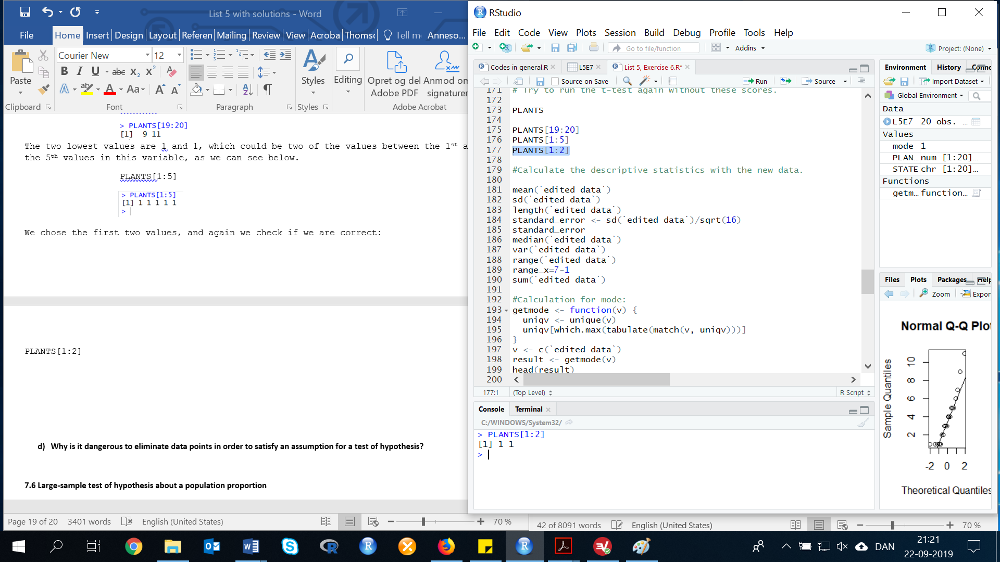 List 5 with solutions - Word
File Home Insert Design Layout Referen Mailing Review View Acroba Thoms Tell m Anneso...
Courier New 12
Paste
Styles
Editing
Opret og del Adobe PDF
Anmod on signaturer
Clipboard Font Paragraph Styles Adobe Acrobat
> PLANTS[19:20]
[1] 9 11
The two lowest values are 1 and 1, which could be two of the values between the 1st a
the 5th values in this variable, as we can see below.
PLANTS[1:5]
> PLANTS[1:5]
[1] 1 1 1 1 1
>
We chose the first two values, and again we check if we are correct:
PLANTS[1:2]
d) Why is it dangerous to eliminate data points in order to satisfy an assumption for a test of hypothesis?
7.6 Large-sample test of hypothesis about a population proportion
Page 19 of 20 3401 words English (United States) 70 %
RStudio
File Edit Code View Plots Session Build Debug Profile Tools Help
Go to file/function Addins Project: (None)
Codes in general.R L5E7 List 5, Exercise 6.R*
Source on Save Run Source
171 # Try to run the t-test again without these scores.
172
173 PLANTS
174
175 PLANTS[19:20]
176 PLANTS[1:5]
177 PLANTS[1:2]
178
179 #Calculate the descriptive statistics with the new data.
180
181 mean(`edited data`)
182 sd(`edited data`)
183 length(`edited data`)
184 standard_error <- sd(`edited data`)/sqrt(16)
185 standard_error
186 median(`edited data`)
187 var(`edited data`)
188 range(`edited data`)
189 range_x=7-1
190 sum(`edited data`)
191
192 #Calculation for mode:
193 getmode <- function(v) {
194 uniqv <- unique(v)
195 uniqv[which.max(tabulate(match(v, uniqv)))]
196 }
197 v <- c(`edited data`)
198 result <- getmode(v)
199 head(result)
200
177:1 (Top Level) R Script
Console Terminal
C:/WINDOWS/System32/
> PLANTS[1:2]
[1] 1 1
>
Environment History Conne
Import Dataset
Global Environment
Data
L5E7 20 obs. ...
Values
mode 1
PLAN... num [1:20]...
STATE chr [1:20]...
Functions
getm... function...
Files Plots Packages Help
Zoom Expor
Normal Q-Q Plo
Sample Quantiles
10
8
6
4
2
-2 0 2
Theoretical Quantiles
42 of 8091 words English (United States) 70 %
DAN
21:21
22-09-2019